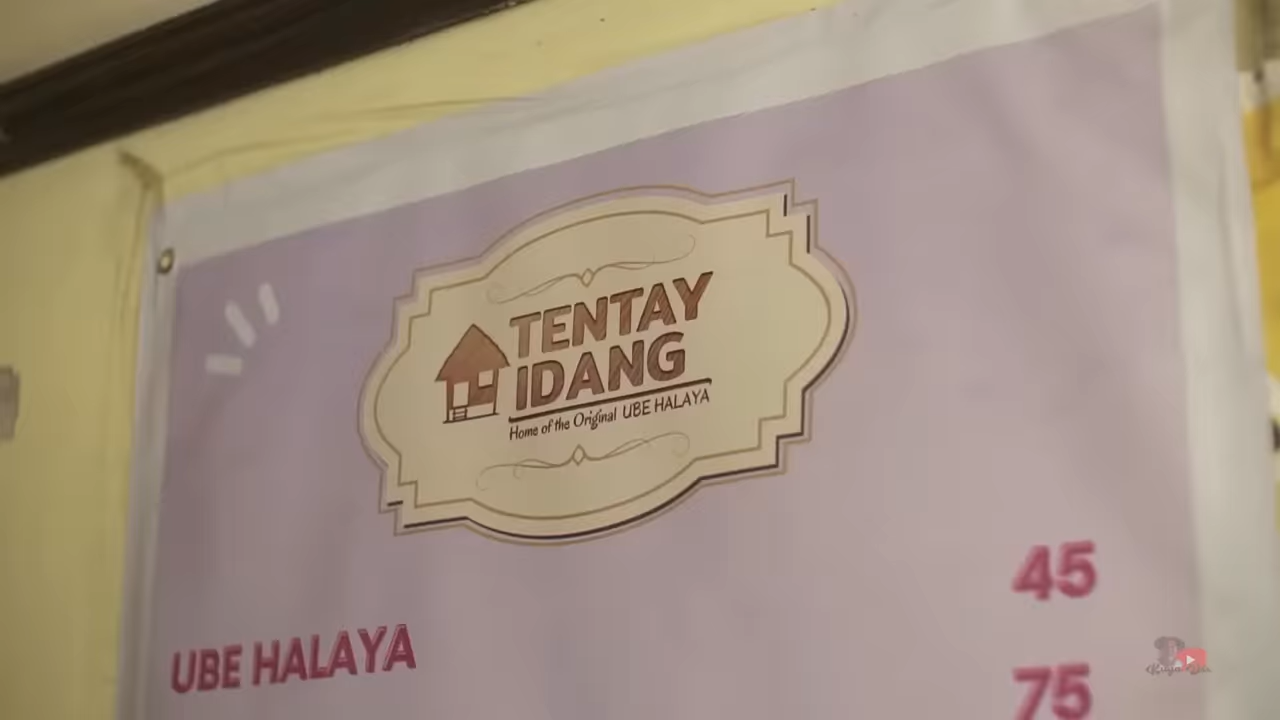 TENTAY
IDANG
Home of the Original UBE HALAYA
45
UBE HALAYA
75